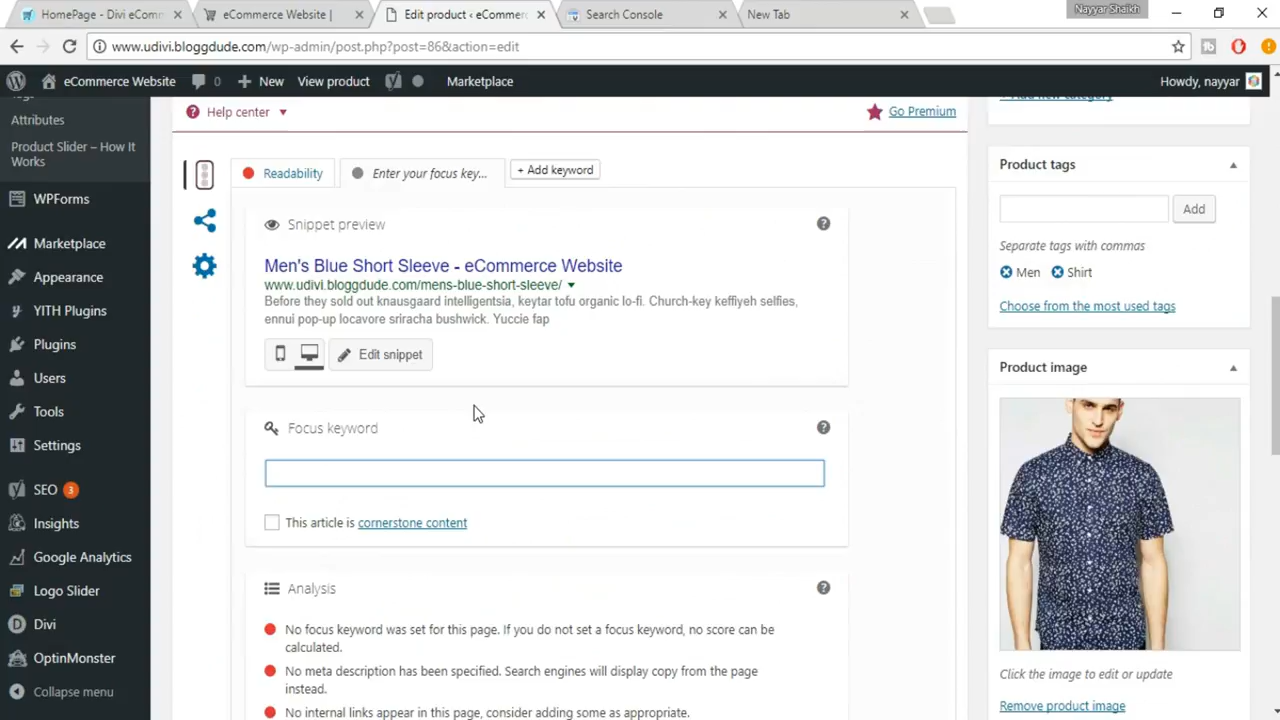 HomePage - Divi eComm
eCommerce Website |
Edit product ‹ eCommerc
Search Console
New Tab
Nayyar Shaikh
www.udivi.bloggdude.com/wp-admin/post.php?post=86&action=edit
eCommerce Website
0
New
View product
Marketplace
Howdy, nayyar
Attributes
Product Slider – How It
Works
WPForms
Marketplace
Appearance
YITH Plugins
Plugins
Users
Tools
Settings
SEO 3
Insights
Google Analytics
Logo Slider
Divi
OptinMonster
Collapse menu
Help center
Go Premium
Readability
Enter your focus key...
+ Add keyword
Snippet preview
Men's Blue Short Sleeve - eCommerce Website
www.udivi.bloggdude.com/mens-blue-short-sleeve/
Before they sold out knausgaard intelligentsia, keytar tofu organic lo-fi. Church-key keffiyeh selfies,
ennui pop-up locavore sriracha bushwick. Yuccie fap
Edit snippet
Focus keyword
This article is cornerstone content
Analysis
No focus keyword was set for this page. If you do not set a focus keyword, no score can be
calculated.
No meta description has been specified. Search engines will display copy from the page
instead.
No internal links appear in this page, consider adding some as appropriate.
+ Add new category
Product tags
Add
Separate tags with commas
Men
Shirt
Choose from the most used tags
Product image
Click the image to edit or update
Remove product image